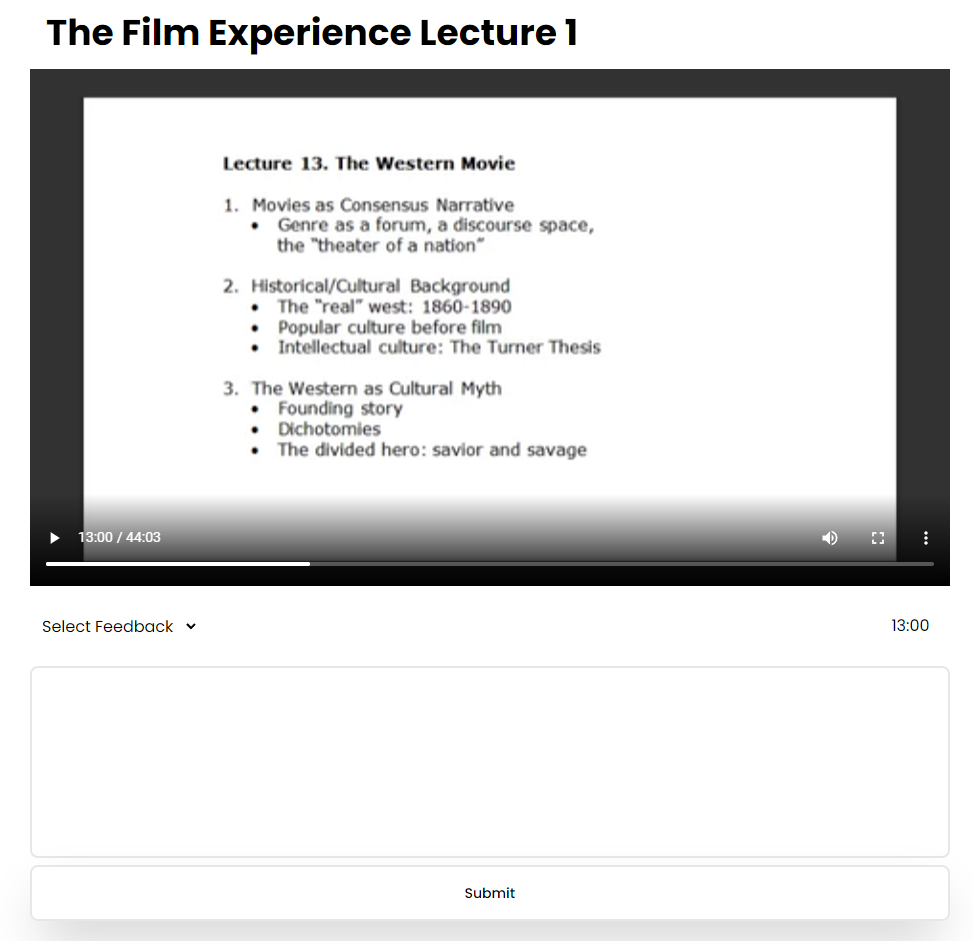 The Film Experience Lecture 1
Lecture 13. The Western Movie
1. Movies as Consensus Narrative
• Genre as a forum, a discourse space,
the "theater of a nation"
2. Historical/Cultural Background
• The "real" west: 1860-1890
• Popular culture before film
• Intellectual culture: The Turner Thesis
3. The Western as Cultural Myth
• Founding story
• Dichotomies
• The divided hero: savior and savage
13:00 / 44:03
Select Feedback
13:00
Submit